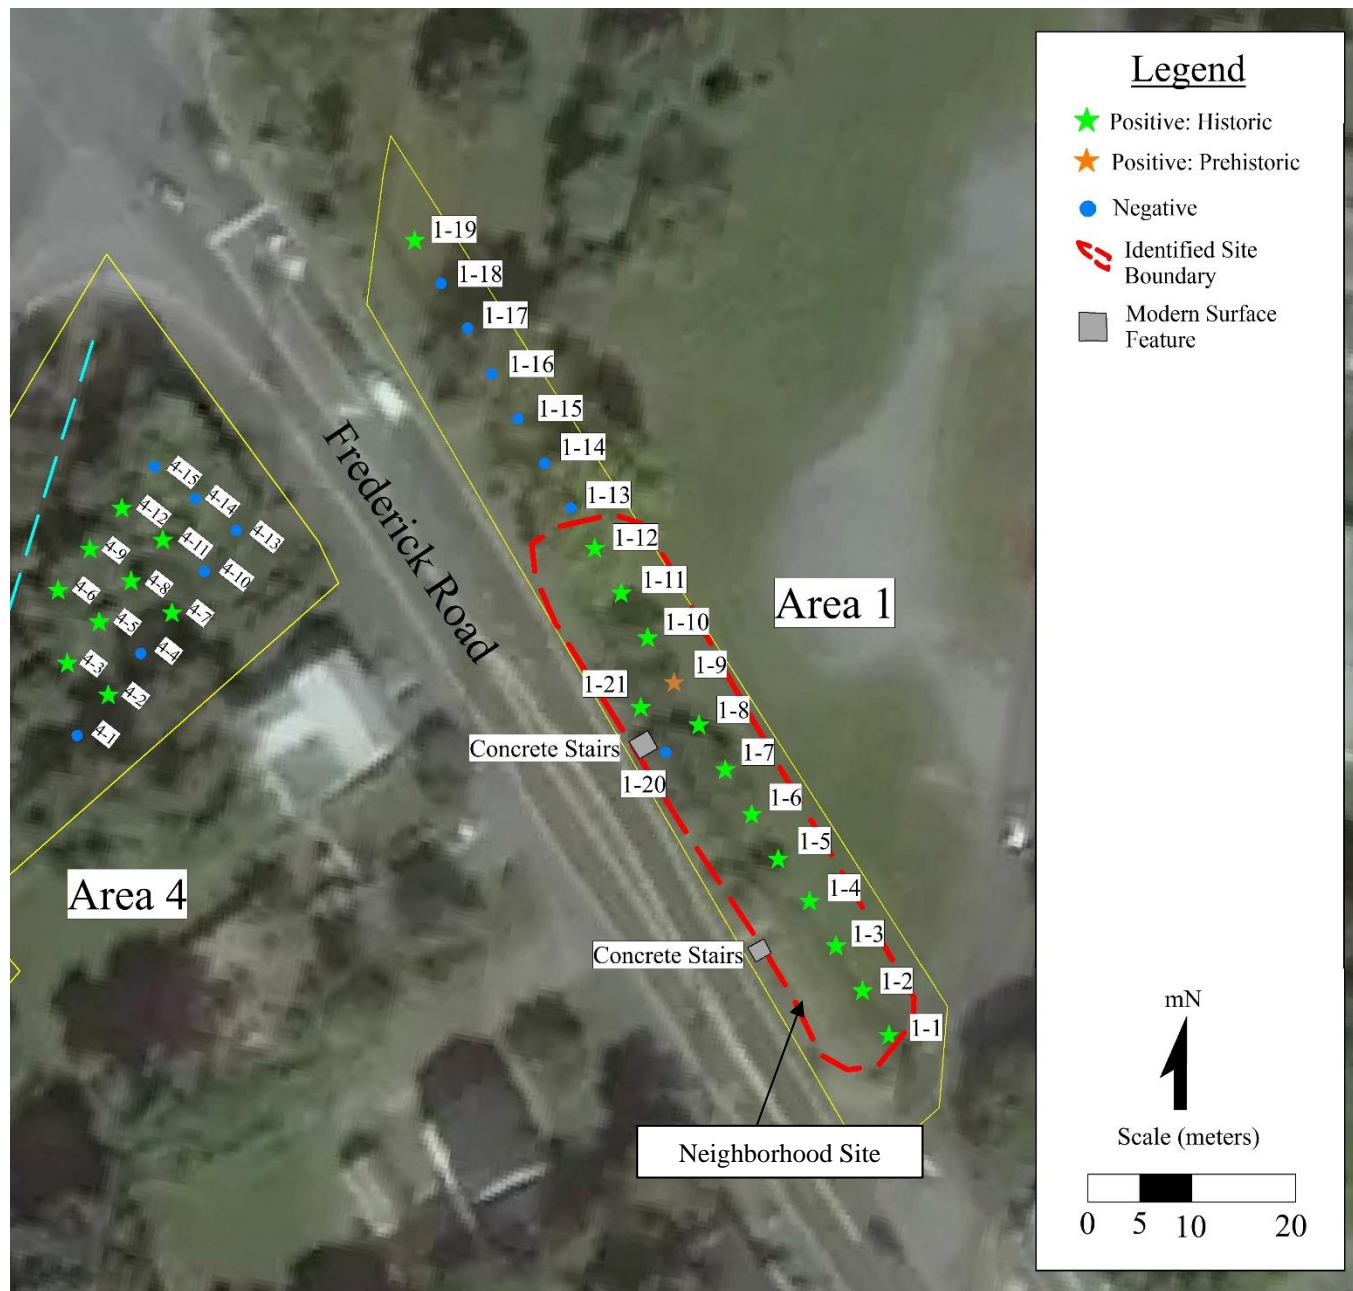 Legend
Positive: Historic
Positive: Prehistoric
Negative
Identified Site
Boundary
Modern Surface
Feature
1-19
1-18
1-17
1-16
1-15
1-14
1-13
1-12
1-11
1-10
1-9
1-8
1-7
1-6
1-5
1-4
1-3
1-2
1-1
1-21
1-20
Concrete Stairs
Concrete Stairs
Frederick Road
Area 1
4-15
4-14
4-13
4-12
4-11
4-10
4-9
4-8
4-7
4-6
4-5
4-4
4-3
4-2
4-1
Area 4
Neighborhood Site
mN
Scale (meters)
0 5 10 20